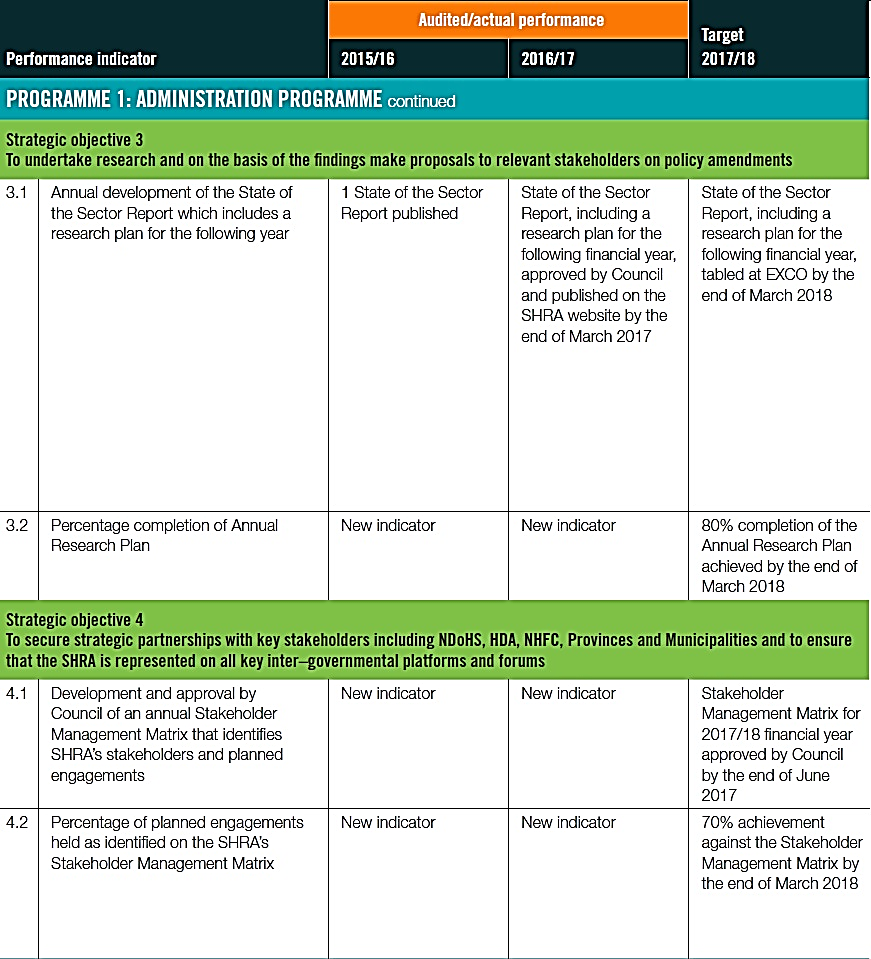 Performance indicator
Audited/actual performance
2015/16
2016/17
Target
2017/18
PROGRAMME 1: ADMINISTRATION PROGRAMME continued
Strategic objective 3
To undertake research and on the basis of the findings make proposals to relevant stakeholders on policy amendments
3.1
Annual development of the State of
the Sector Report which includes a
research plan for the following year
1 State of the Sector
Report published
State of the Sector
Report, including a
research plan for the
following financial year,
approved by Council
and published on the
SHRA website by the
end of March 2017
State of the Sector
Report, including a
research plan for the
following financial year,
tabled at EXCO by the
end of March 2018
3.2
Percentage completion of Annual
Research Plan
New indicator
New indicator
80% completion of the
Annual Research Plan
achieved by the end of
March 2018
Strategic objective 4
To secure strategic partnerships with key stakeholders including NDoHS, HDA, NHFC, Provinces and Municipalities and to ensure
that the SHRA is represented on all key inter–governmental platforms and forums
4.1
Development and approval by
Council of an annual Stakeholder
Management Matrix that identifies
SHRA's stakeholders and planned
engagements
New indicator
New indicator
Stakeholder
Management Matrix for
2017/18 financial year
approved by Council
by the end of June
2017
4.2
Percentage of planned engagements
held as identified on the SHRA's
Stakeholder Management Matrix
New indicator
New indicator
70% achievement
against the Stakeholder
Management Matrix by
the end of March 2018